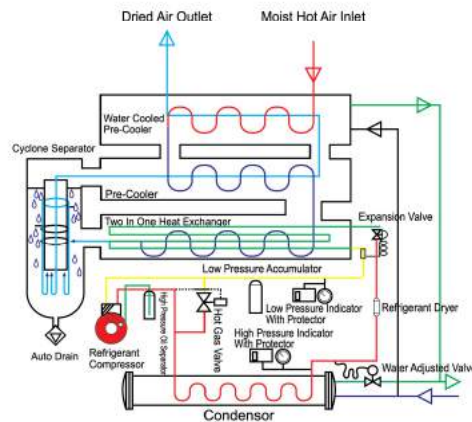 Dried Air Outlet
Moist Hot Air Inlet
Water Cooled
Pre-Cooler
Cyclone Separator
Pre-Cooler
Two In One Heat Exchanger
Expansion Valve
Low Pressure Accumulator
Refrigerant Dryer
Low Pressure Indicator
With Protector
High Pressure Oil Separator
Hot Gas Valve
High Pressure Indicator
With Protector
Auto Drain
Refrigerant
Compressor
Water Adjusted Valve
Condensor